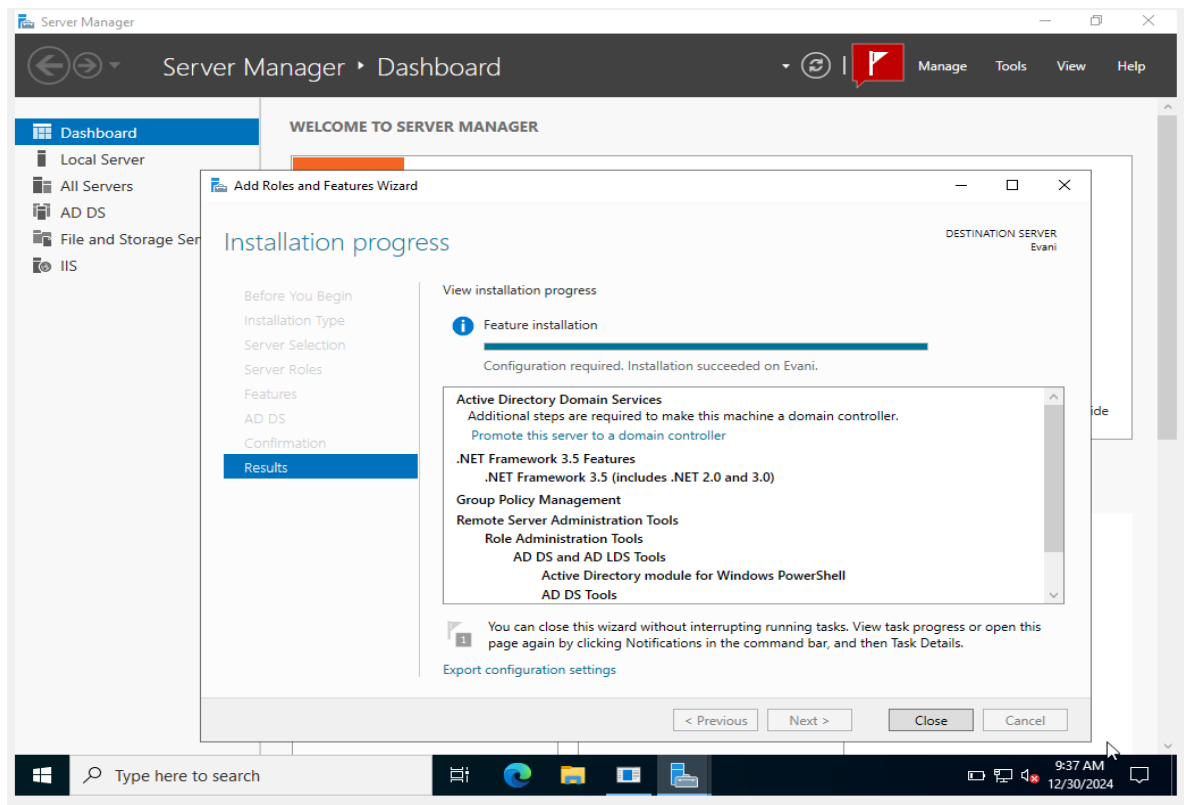 Server Manager
Server Manager ‣ Dashboard
Manage Tools View Help
Dashboard
Local Server
All Servers
AD DS
File and Storage Ser
IIS
WELCOME TO SERVER MANAGER
Add Roles and Features Wizard
Installation progress
DESTINATION SERVER
Evani
Before You Begin
Installation Type
Server Selection
Server Roles
Features
AD DS
Confirmation
Results
View installation progress
Feature installation
Configuration required. Installation succeeded on Evani.
Active Directory Domain Services
Additional steps are required to make this machine a domain controller.
Promote this server to a domain controller
.NET Framework 3.5 Features
.NET Framework 3.5 (includes .NET 2.0 and 3.0)
Group Policy Management
Remote Server Administration Tools
Role Administration Tools
AD DS and AD LDS Tools
Active Directory module for Windows PowerShell
AD DS Tools
1
You can close this wizard without interrupting running tasks. View task progress or open this
page again by clicking Notifications in the command bar, and then Task Details.
Export configuration settings
< Previous Next > Close Cancel
ide
Type here to search
9:37 AM
12/30/2024